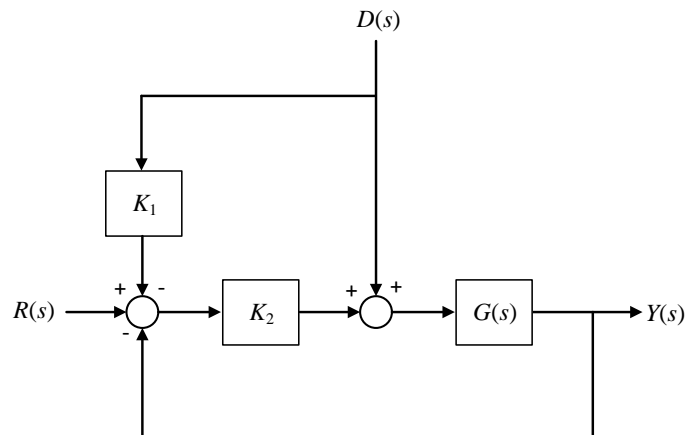 D(s)
K₁
+ -
R(s)
-
K₂
+ +
G(s)
Y(s)